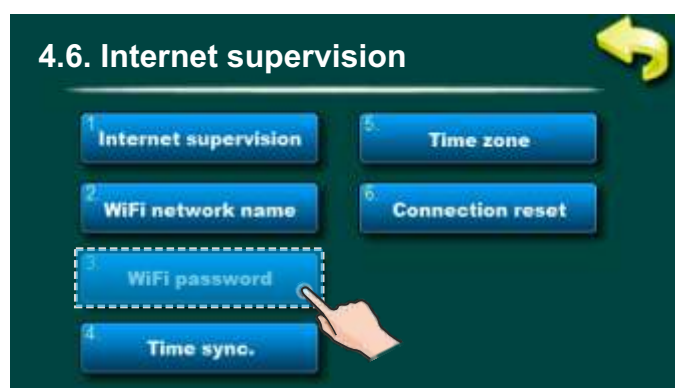 4.6. Internet supervision
1. Internet supervision
2. WiFi network name
3. WiFi password
4. Time sync.
5. Time zone
6. Connection reset